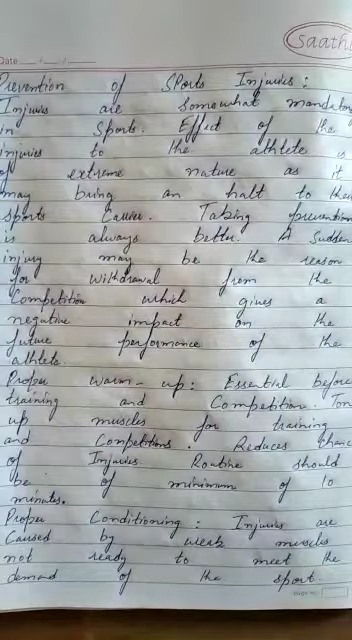 Saathi
Date
Prevention of Sports Injuries:
Injuries are somewhat mandatory
in Sports. Effect of the
injuries to the athlete is
of extreme nature as it
may bring an halt to their
sports Career. Taking prevention
is always better. A Sudden
injury may be the reason
for withdrawal from the
Competition which gives a
negative impact on the
future performance of the
athlete.
Proper warm-up: Essential before
training and Competition. Ton
up muscles for training
and Competitions. Reduces chanc
of Injuries. Routine should
be of minimum of 10
minutes.
Proper Conditioning: Injuries are
Caused by weak muscles
not ready to meet the
demand of the sport.
PAGE NO.